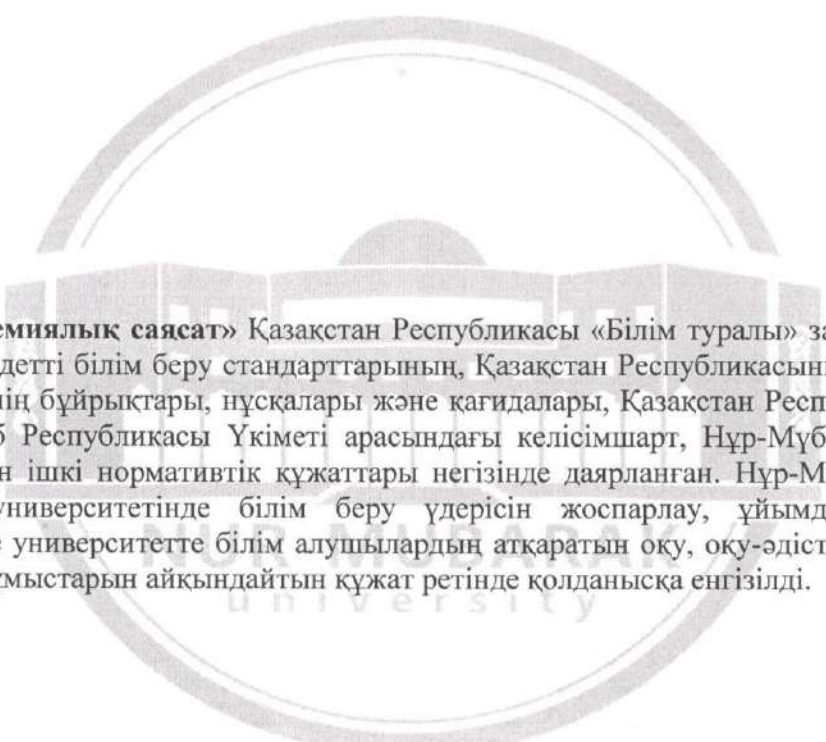 емиялық саясат» Қазақстан Республикасы «Білім туралы» за
детті білім беру стандарттарының, Қазақстан Республикасыны
нің бұйрықтары, нұсқалары және қағидалары, Қазақстан Респ
б Республикасы Үкіметі арасындағы келісімшарт, Нұр-Мүб
н ішкі нормативтік құжаттары негізінде даярланған. Нұр-М
университетінде білім беру үдерісін жоспарлау, ұйымд
е университетте білім алушылардың атқаратын оқу, оқу-әдіст
ұмыстарын айқындайтын құжат ретінде қолданысқа енгізілді.
NUR MUBARAK
university